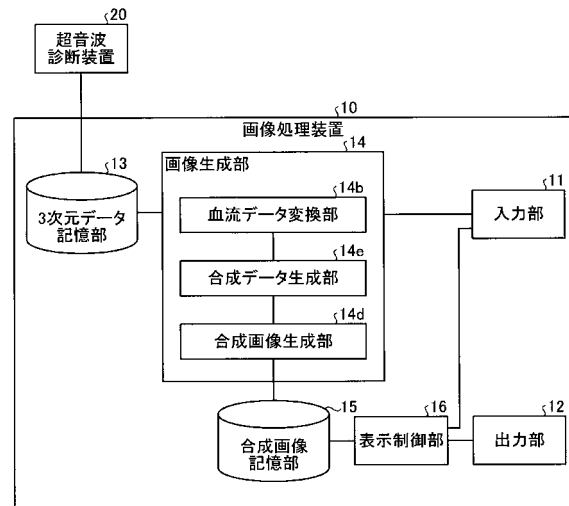 20
超音波
診断装置
10
画像処理装置
13
3次元データ
記憶部
14
画像生成部
14b
血流データ変換部
14e
合成データ生成部
14d
合成画像生成部
11
入力部
15
合成画像
記憶部
16
表示制御部
12
出力部